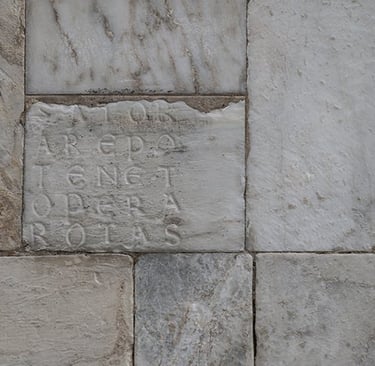 SATOR
AREPO
TENET
OPERA
ROTAS